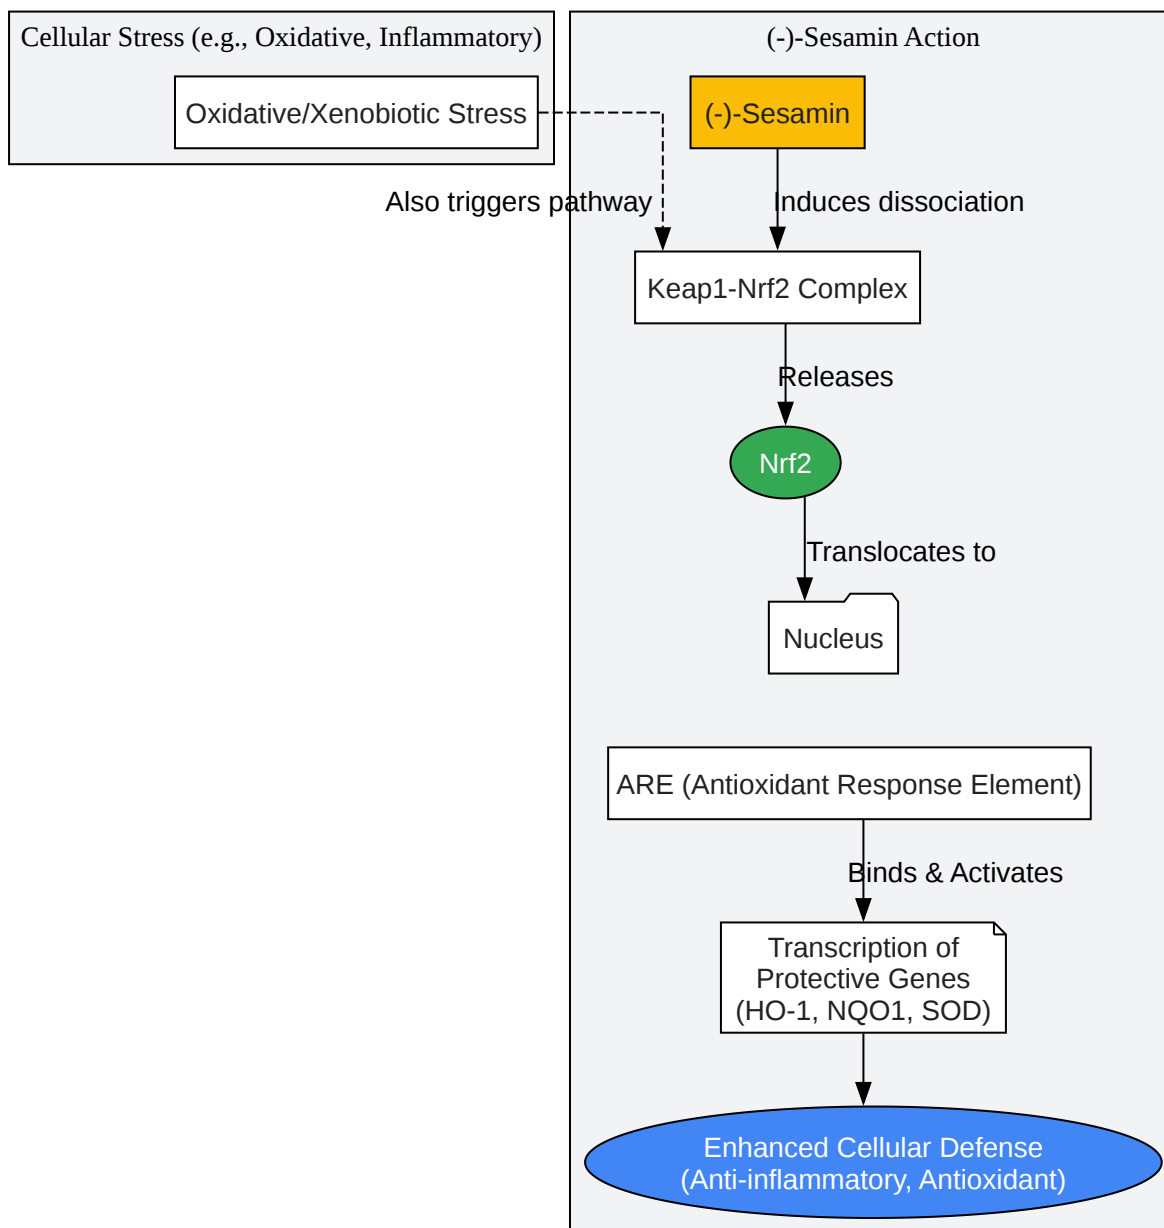 Cellular Stress (e.g., Oxidative, Inflammatory)
(-)-Sesamin Action
Oxidative/Xenobiotic Stress
(-)-Sesamin
Also triggers pathway
Induces dissociation
Keap1-Nrf2 Complex
Releases
Nrf2
Translocates to
Nucleus
ARE (Antioxidant Response Element)
Binds & Activates
Transcription of
Protective Genes
(HO-1, NQO1, SOD)
Enhanced Cellular Defense
(Anti-inflammatory, Antioxidant)